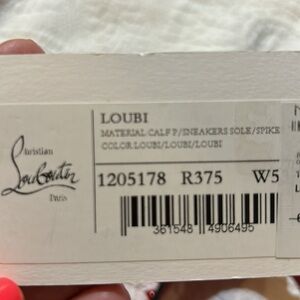 LOUBI
MATERIAL CALF P/SNEAKERS SOLE/SPIKE
COLOR LOUBI/LOUBI/LOUBI
Christian
Louboutin
Paris
1205178 R375 W5
361548 4906495